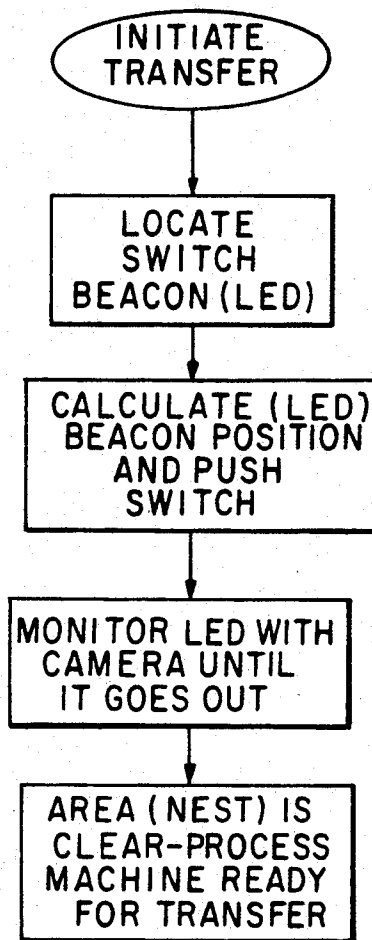 INITIATE
TRANSFER
LOCATE
SWITCH
BEACON (LED)
CALCULATE (LED)
BEACON POSITION
AND PUSH
SWITCH
MONITOR LED WITH
CAMERA UNTIL
IT GOES OUT
AREA (NEST) IS
CLEAR-PROCESS
MACHINE READY
FOR TRANSFER